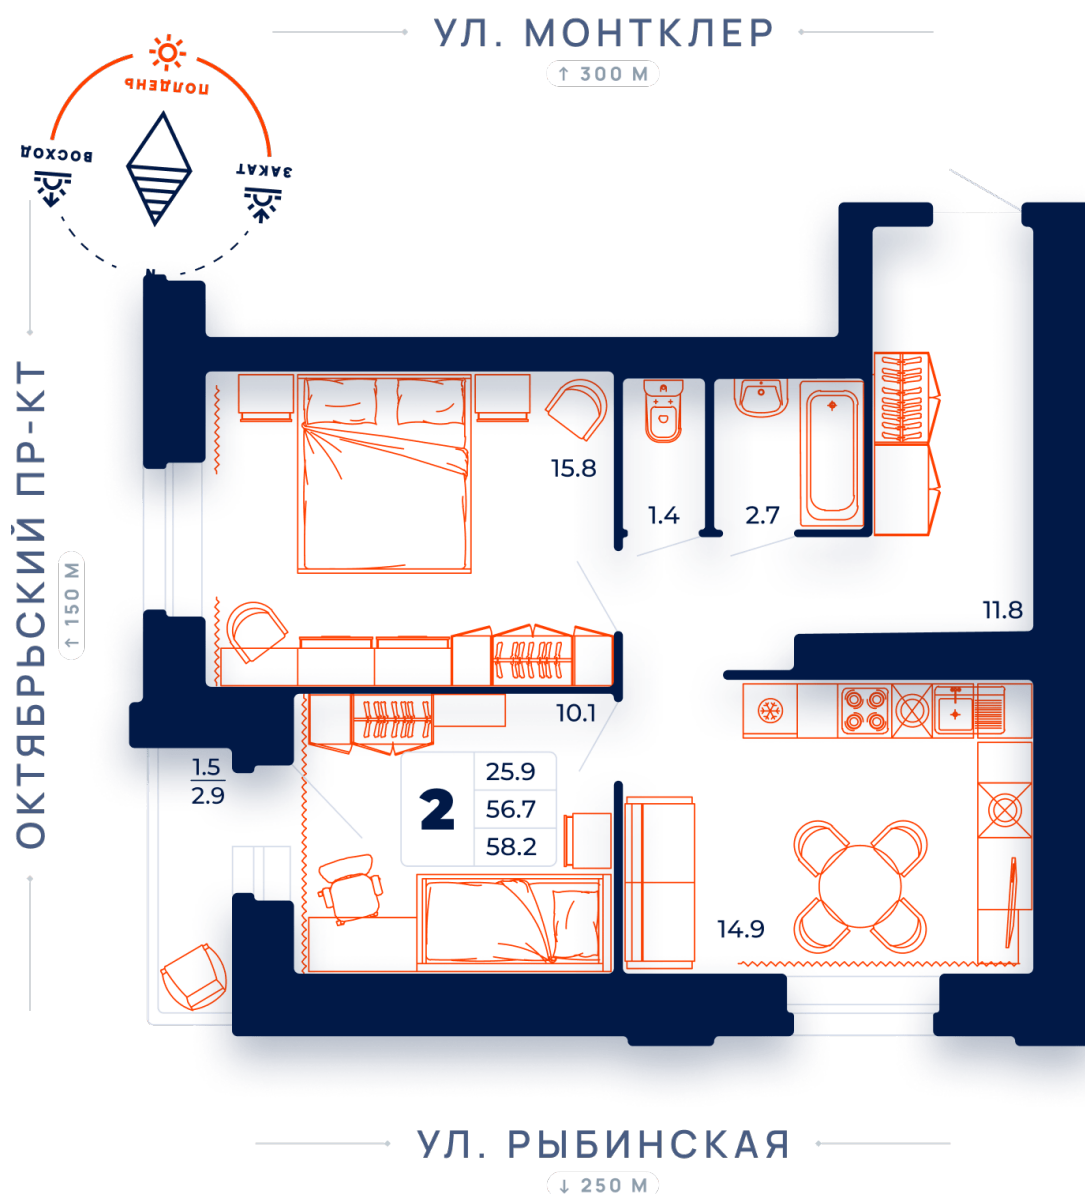 УЛ. МОНТКЛЕР
↑ 300 М
ПОЛДЕНЬ
ВОСХОД
ЗАКАТ
N
ОКТЯБРЬСКИЙ ПР-КТ
↑ 150 М
15.8
1.4
2.7
11.8
10.1
1.5
2.9
2
25.9
56.7
58.2
14.9
УЛ. РЫБИНСКАЯ
↓ 250 М